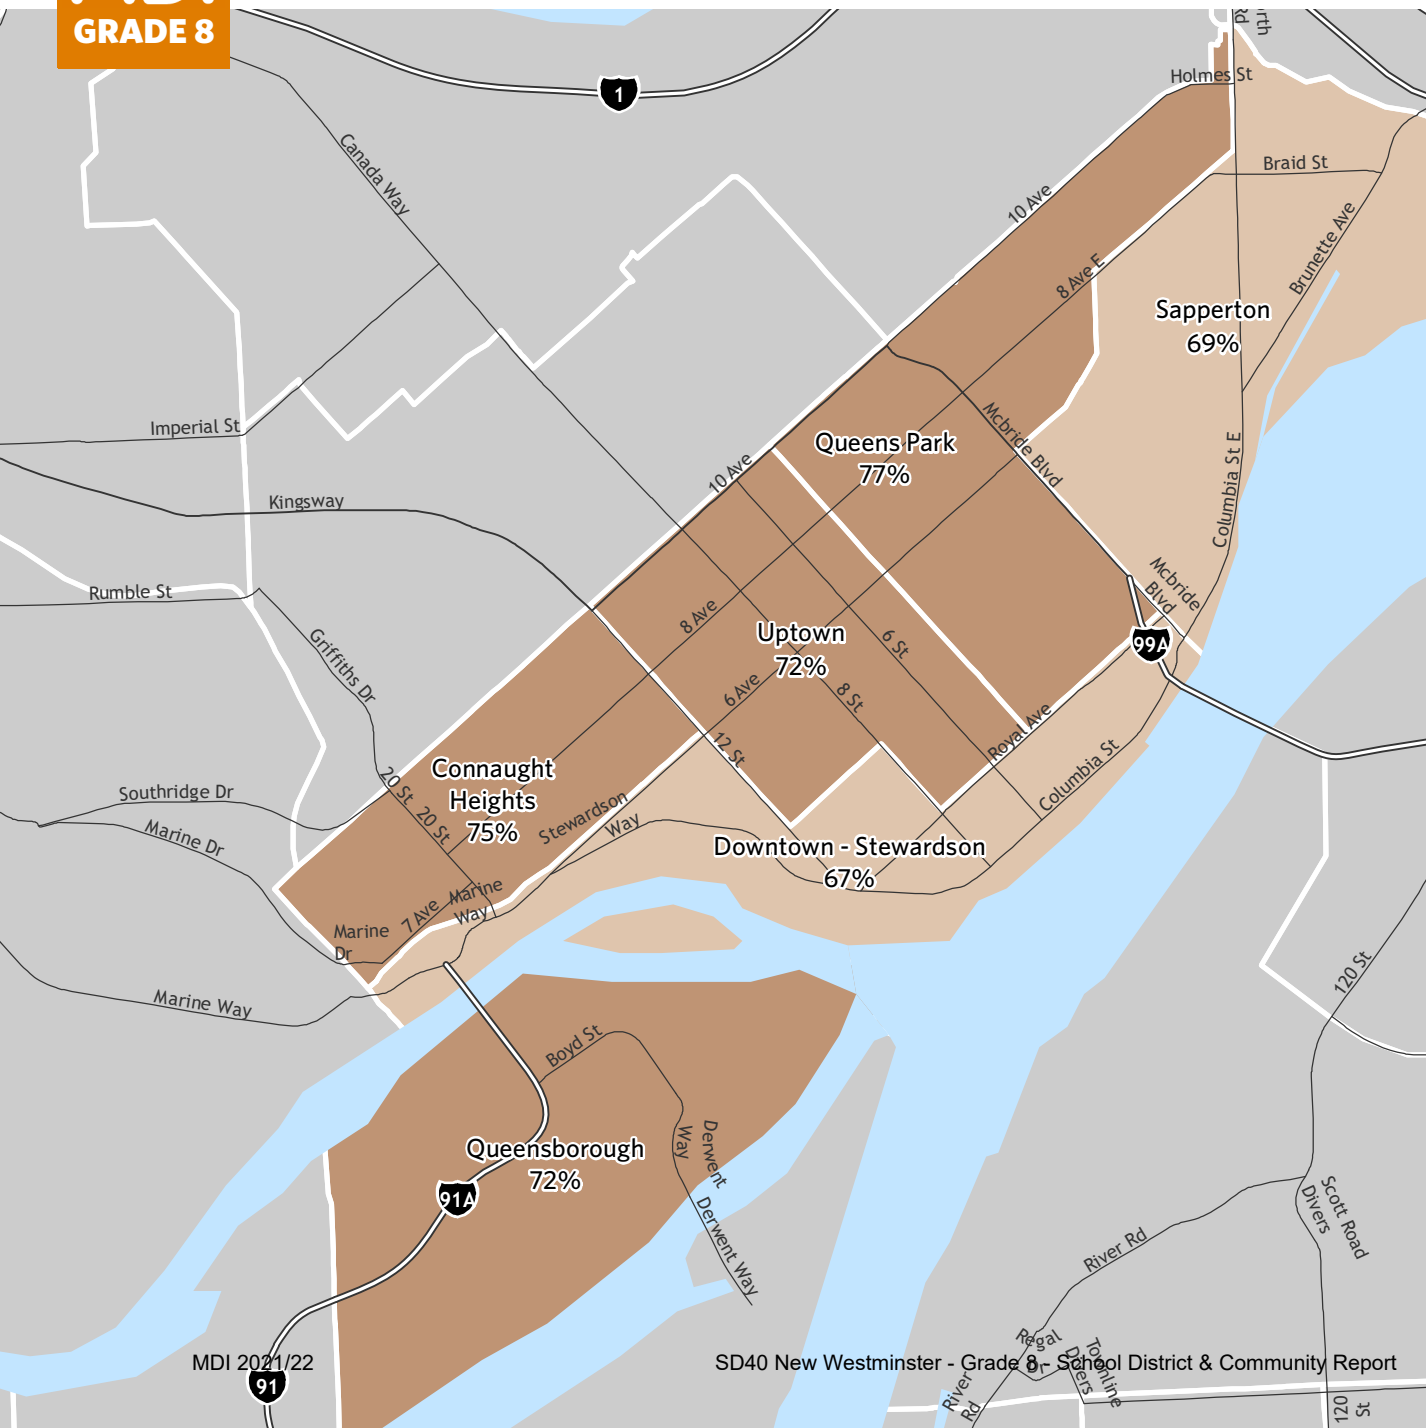 GRADE 8
1
Holmes St
Rd
Canada Way
Braid St
10 Ave
Brunette Ave
8 Ave E
Sapperton
69%
Imperial St
Mcbride Blvd
Queens Park
77%
Columbia St E
10 Ave
Kingsway
Rumble St
Mcbride
Blvd
8 Ave
Griffiths Dr
Uptown
72%
6 St
99A
6 Ave
8 St
12 St
Royal Ave
Connaught
Heights
75%
20 St
20 St
Southridge Dr
Marine Dr
Stewardson
Way
Columbia St
Downtown - Stewardson
67%
Marine
Way
7 Ave
Marine
Dr
120 St
Marine Way
Boyd St
Derwent
Way
Queensborough
72%
91A
Derwent Way
Scott Road
Divers
River Rd
Regal
Dr
Townline
Divers
MDI 2021/22
SD40 New Westminster - Grade 8 - School District & Community Report
91
River
Rd
120
St